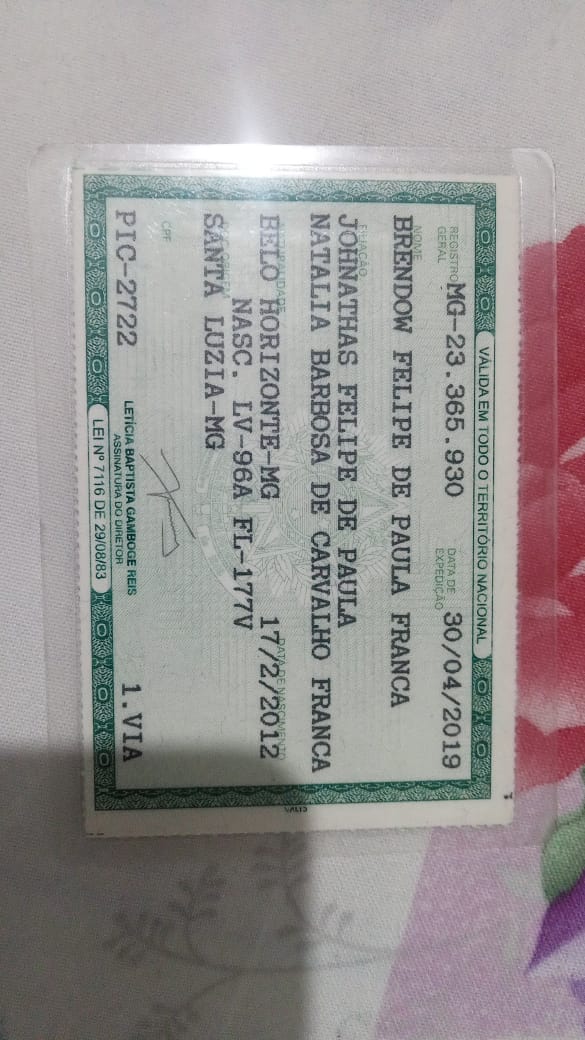 VÁLIDA EM TODO O TERRITÓRIO NACIONAL
REGISTRO GERAL MG-23.365.930 DATA DE EXPEDIÇÃO 30/04/2019
NOME
BRENDOW FELIPE DE PAULA FRANCA
FILIAÇÃO
JOHNATHAS FELIPE DE PAULA
NATALIA BARBOSA DE CARVALHO FRANCA
NATURALIDADE DATA DE NASCIMENTO
BELO HORIZONTE-MG 17/2/2012
NASC. LV-96A FL-177V
SANTA LUZIA-MG
CPF
PIC-2722 1.VIA
LETÍCIA BAPTISTA GAMBOGE REIS
ASSINATURA DO DIRETOR
LEI Nº 7116 DE 29/08/83